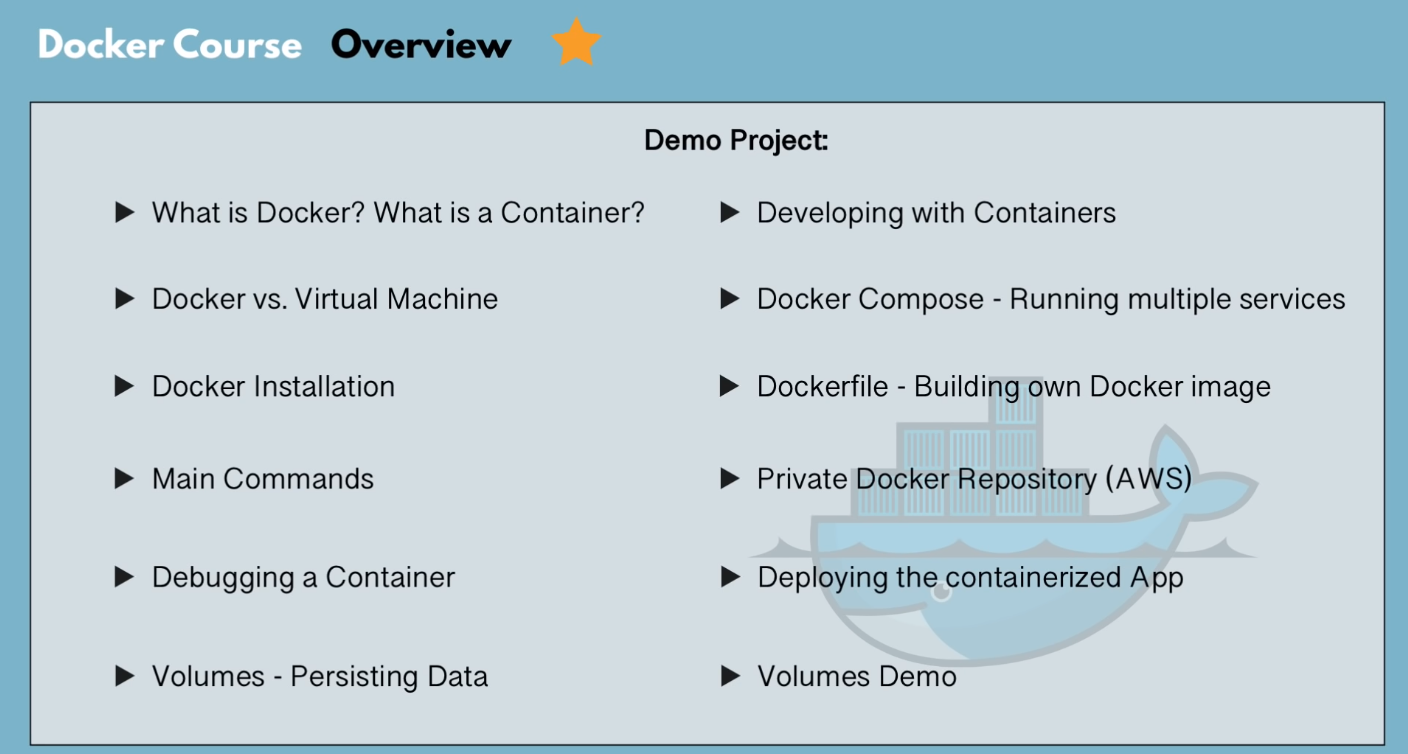 Docker Course Overview
Demo Project:
What is Docker? What is a Container?
Docker vs. Virtual Machine
Docker Installation
Main Commands
Debugging a Container
Volumes - Persisting Data
Developing with Containers
Docker Compose - Running multiple services
Dockerfile - Building own Docker image
Private Docker Repository (AWS)
Deploying the containerized App
Volumes Demo